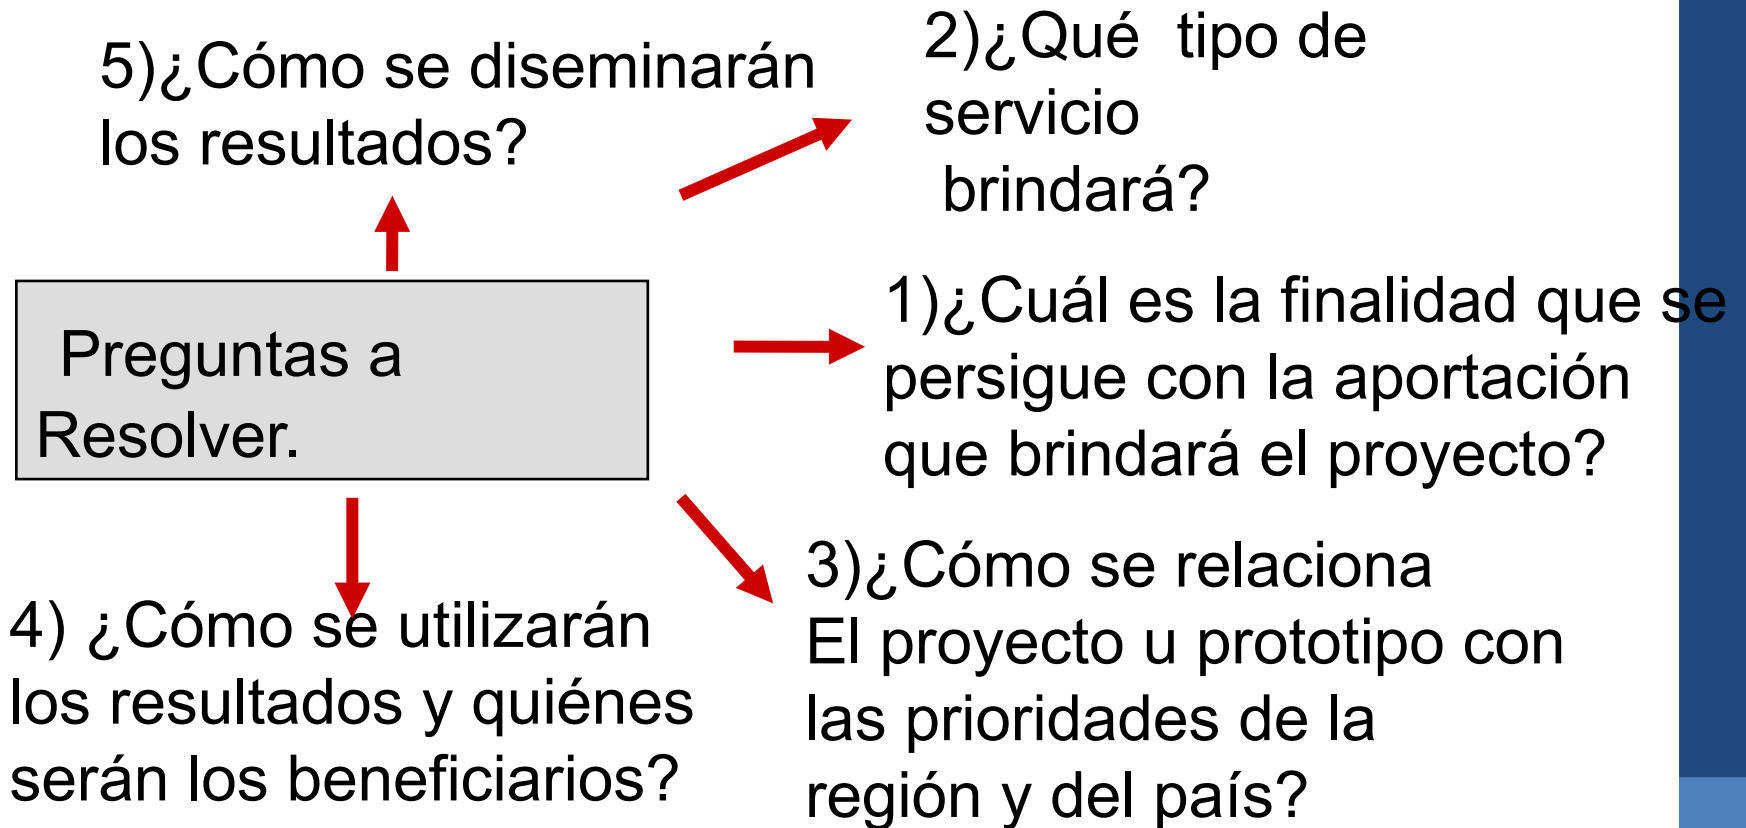 5)¿Cómo se diseminarán
los resultados?
2)¿Qué  tipo de
servicio
brindará?
Preguntas a
Resolver.
1)¿Cuál es la finalidad que se
persigue con la aportación
que brindará el proyecto?
4) ¿Cómo se utilizarán
los resultados y quiénes
serán los beneficiarios?
3)¿Cómo se relaciona
El proyecto u prototipo con
las prioridades de la
región y del país?